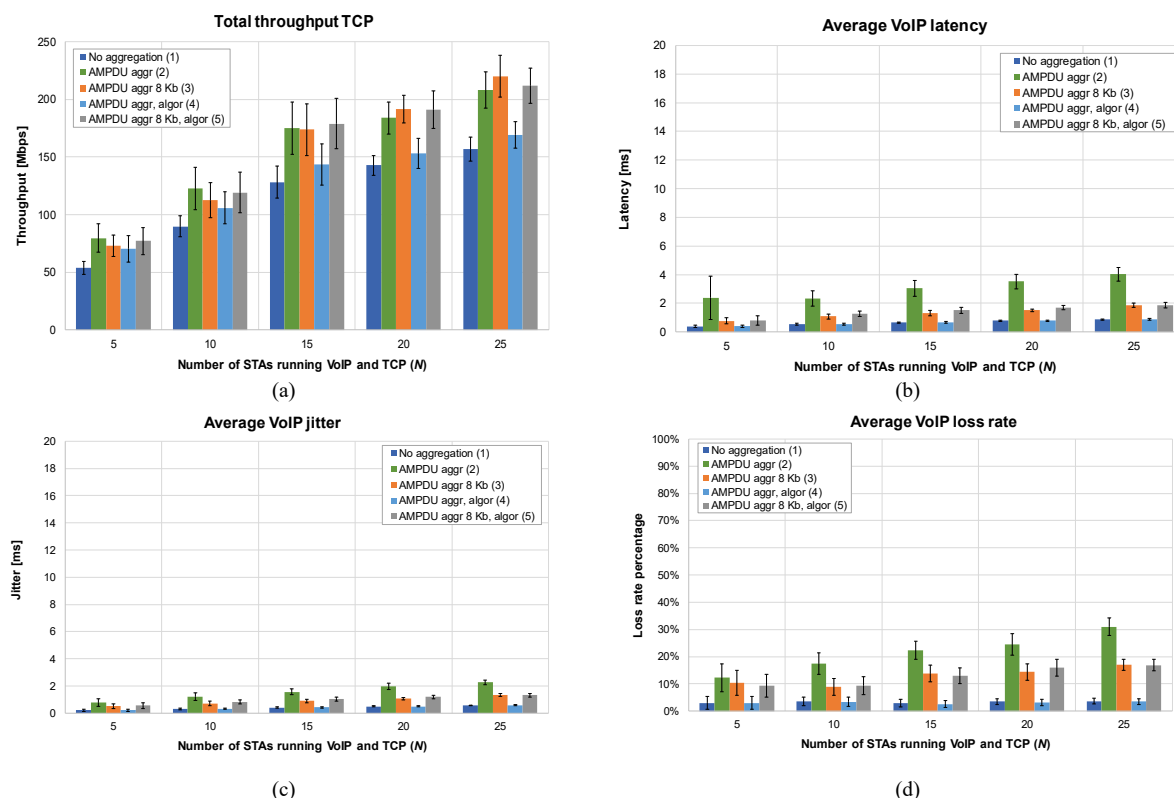 Total throughput TCP
250
200
150
100
50
0
Throughput [Mbps]
No aggregation (1)
AMPDU aggr (2)
AMPDU aggr 8 Kb (3)
AMPDU aggr, algor (4)
AMPDU aggr 8 Kb, algor (5)
5 10 15 20 25
Number of STAs running VoIP and TCP (N)
(a)
Average VoIP latency
20
18
16
14
12
10
8
6
4
2
0
Latency [ms]
No aggregation (1)
AMPDU aggr (2)
AMPDU aggr 8 Kb (3)
AMPDU aggr, algor (4)
AMPDU aggr 8 Kb, algor (5)
5 10 15 20 25
Number of STAs running VoIP and TCP (N)
(b)
Average VoIP jitter
20
18
16
14
12
10
8
6
4
2
0
Jitter [ms]
No aggregation (1)
AMPDU aggr (2)
AMPDU aggr 8 Kb (3)
AMPDU aggr, algor (4)
AMPDU aggr 8 Kb, algor (5)
5 10 15 20 25
Number of STAs running VoIP and TCP (N)
(c)
Average VoIP loss rate
100%
90%
80%
70%
60%
50%
40%
30%
20%
10%
0%
Loss rate percentage
No aggregation (1)
AMPDU aggr (2)
AMPDU aggr 8 Kb (3)
AMPDU aggr, algor (4)
AMPDU aggr 8 Kb, algor (5)
5 10 15 20 25
Number of STAs running VoIP and TCP (N)
(d)